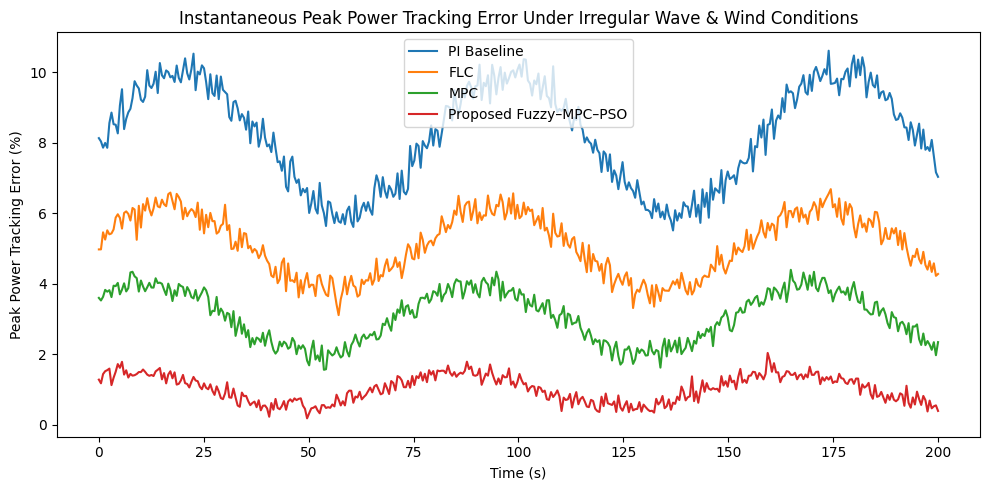 Instantaneous Peak Power Tracking Error Under Irregular Wave & Wind Conditions
PI Baseline
FLC
MPC
Proposed Fuzzy–MPC–PSO
Peak Power Tracking Error (%)
10
8
6
4
2
0
0 25 50 75 100 125 150 175 200
Time (s)